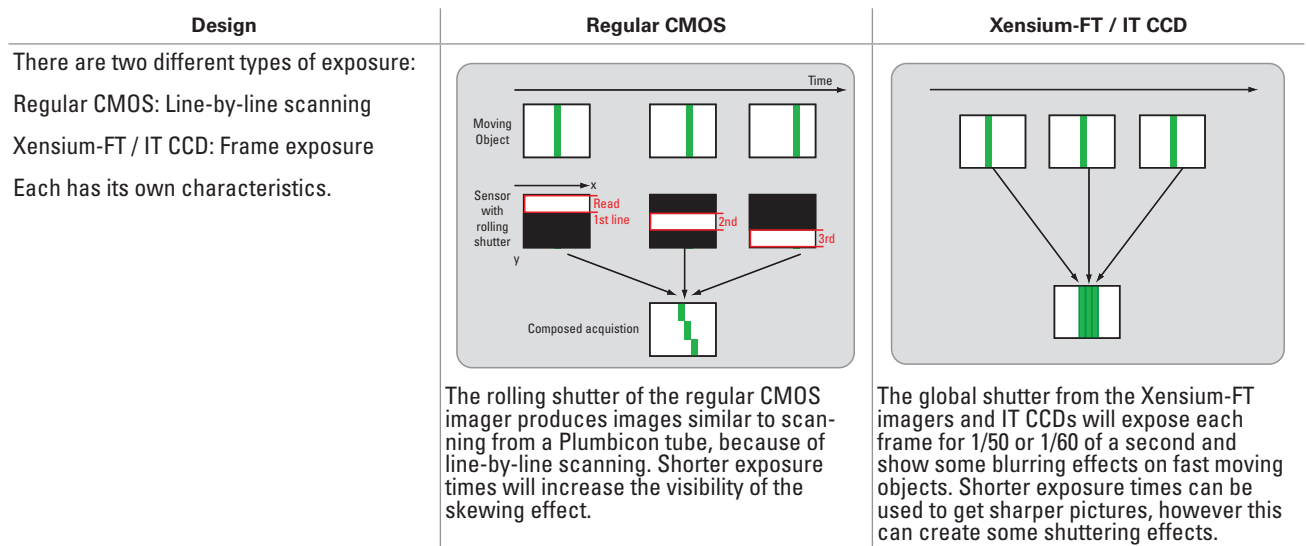 Design
Regular CMOS
Xensium-FT / IT CCD
There are two different types of exposure:
Regular CMOS: Line-by-line scanning
Xensium-FT / IT CCD: Frame exposure
Each has its own characteristics.
Time
Moving
Object
x
Sensor
with
rolling
shutter
Read
1st line
2nd
3rd
y
Composed acquistion
The rolling shutter of the regular CMOS
imager produces images similar to scan-
ning from a Plumbicon tube, because of
line-by-line scanning. Shorter exposure
times will increase the visibility of the
skewing effect.
The global shutter from the Xensium-FT
imagers and IT CCDs will expose each
frame for 1/50 or 1/60 of a second and
show some blurring effects on fast moving
objects. Shorter exposure times can be
used to get sharper pictures, however this
can create some shuttering effects.